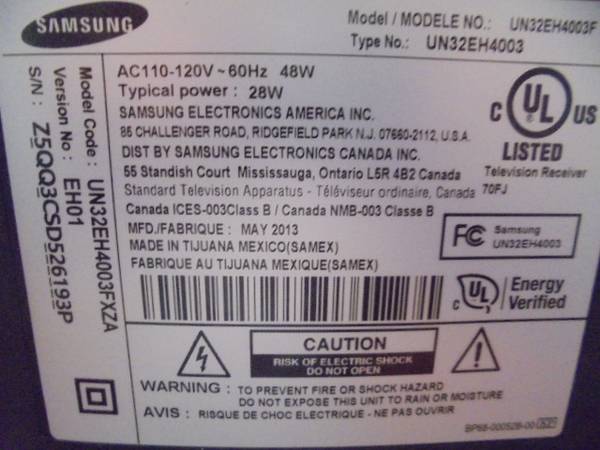 SAMSUNG
Model / MODELE NO.: UN32EH4003F
Type No.: UN32EH4003
AC110-120V ~ 60Hz 48W
Typical power : 28W
SAMSUNG ELECTRONICS AMERICA INC.
85 CHALLENGER ROAD, RIDGEFIELD PARK N.J. 07660-2112, U.S.A.
DIST BY SAMSUNG ELECTRONICS CANADA INC.
55 Standish Court Mississauga, Ontario L5R 4B2 Canada
Standard Television Apparatus - Téléviseur ordinaire, Canada
Canada ICES-003Class B / Canada NMB-003 Classe B
MFD./FABRIQUE : MAY 2013
MADE IN TIJUANA MEXICO(SAMEX)
FABRIQUE AU TIJUANA MEXIQUE(SAMEX)
C UL US
®
LISTED
Television Receiver
70FJ
FC Samsung
UN32EH4003
C UL Energy
Verified
Model Code : UN32EH4003FXZA
Version No : EH01
S/N : Z5QQ3CSD526193P
CAUTION
RISK OF ELECTRIC SHOCK
DO NOT OPEN
WARNING : TO PREVENT FIRE OR SHOCK HAZARD
DO NOT EXPOSE THIS UNIT TO RAIN OR MOISTURE
AVIS : RISQUE DE CHOC ELECTRIQUE - NE PAS OUVRIR